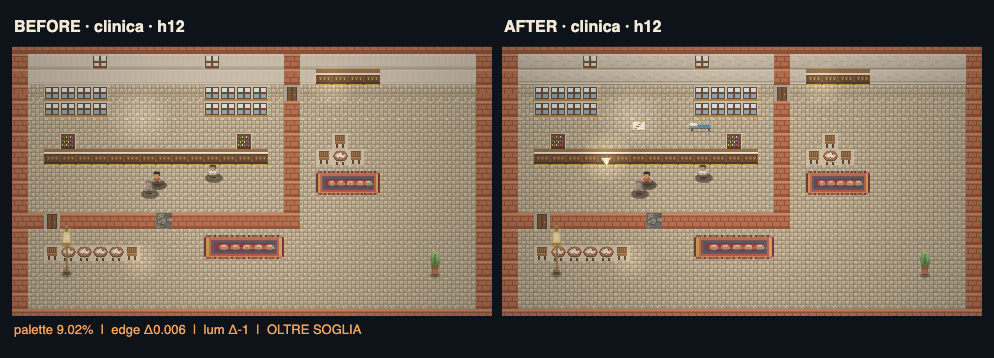 BEFORE · clinica · h12
AFTER · clinica · h12
palette 9.02% | edge Δ0.006 | lum Δ-1 | OLTRE SOGLIA